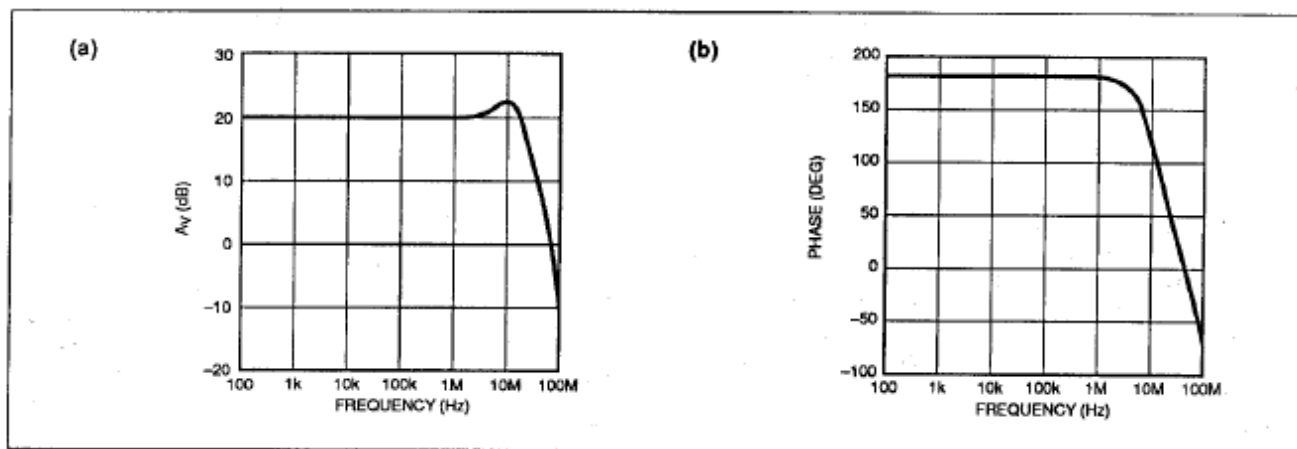 (a)
30
20
10
0
−10
−20
A_V (dB)
100 1k 10k 100k 1M 10M 100M
FREQUENCY (Hz)
(b)
200
150
100
50
0
−50
−100
PHASE (DEG)
100 1k 10k 100k 1M 10M 100M
FREQUENCY (Hz)